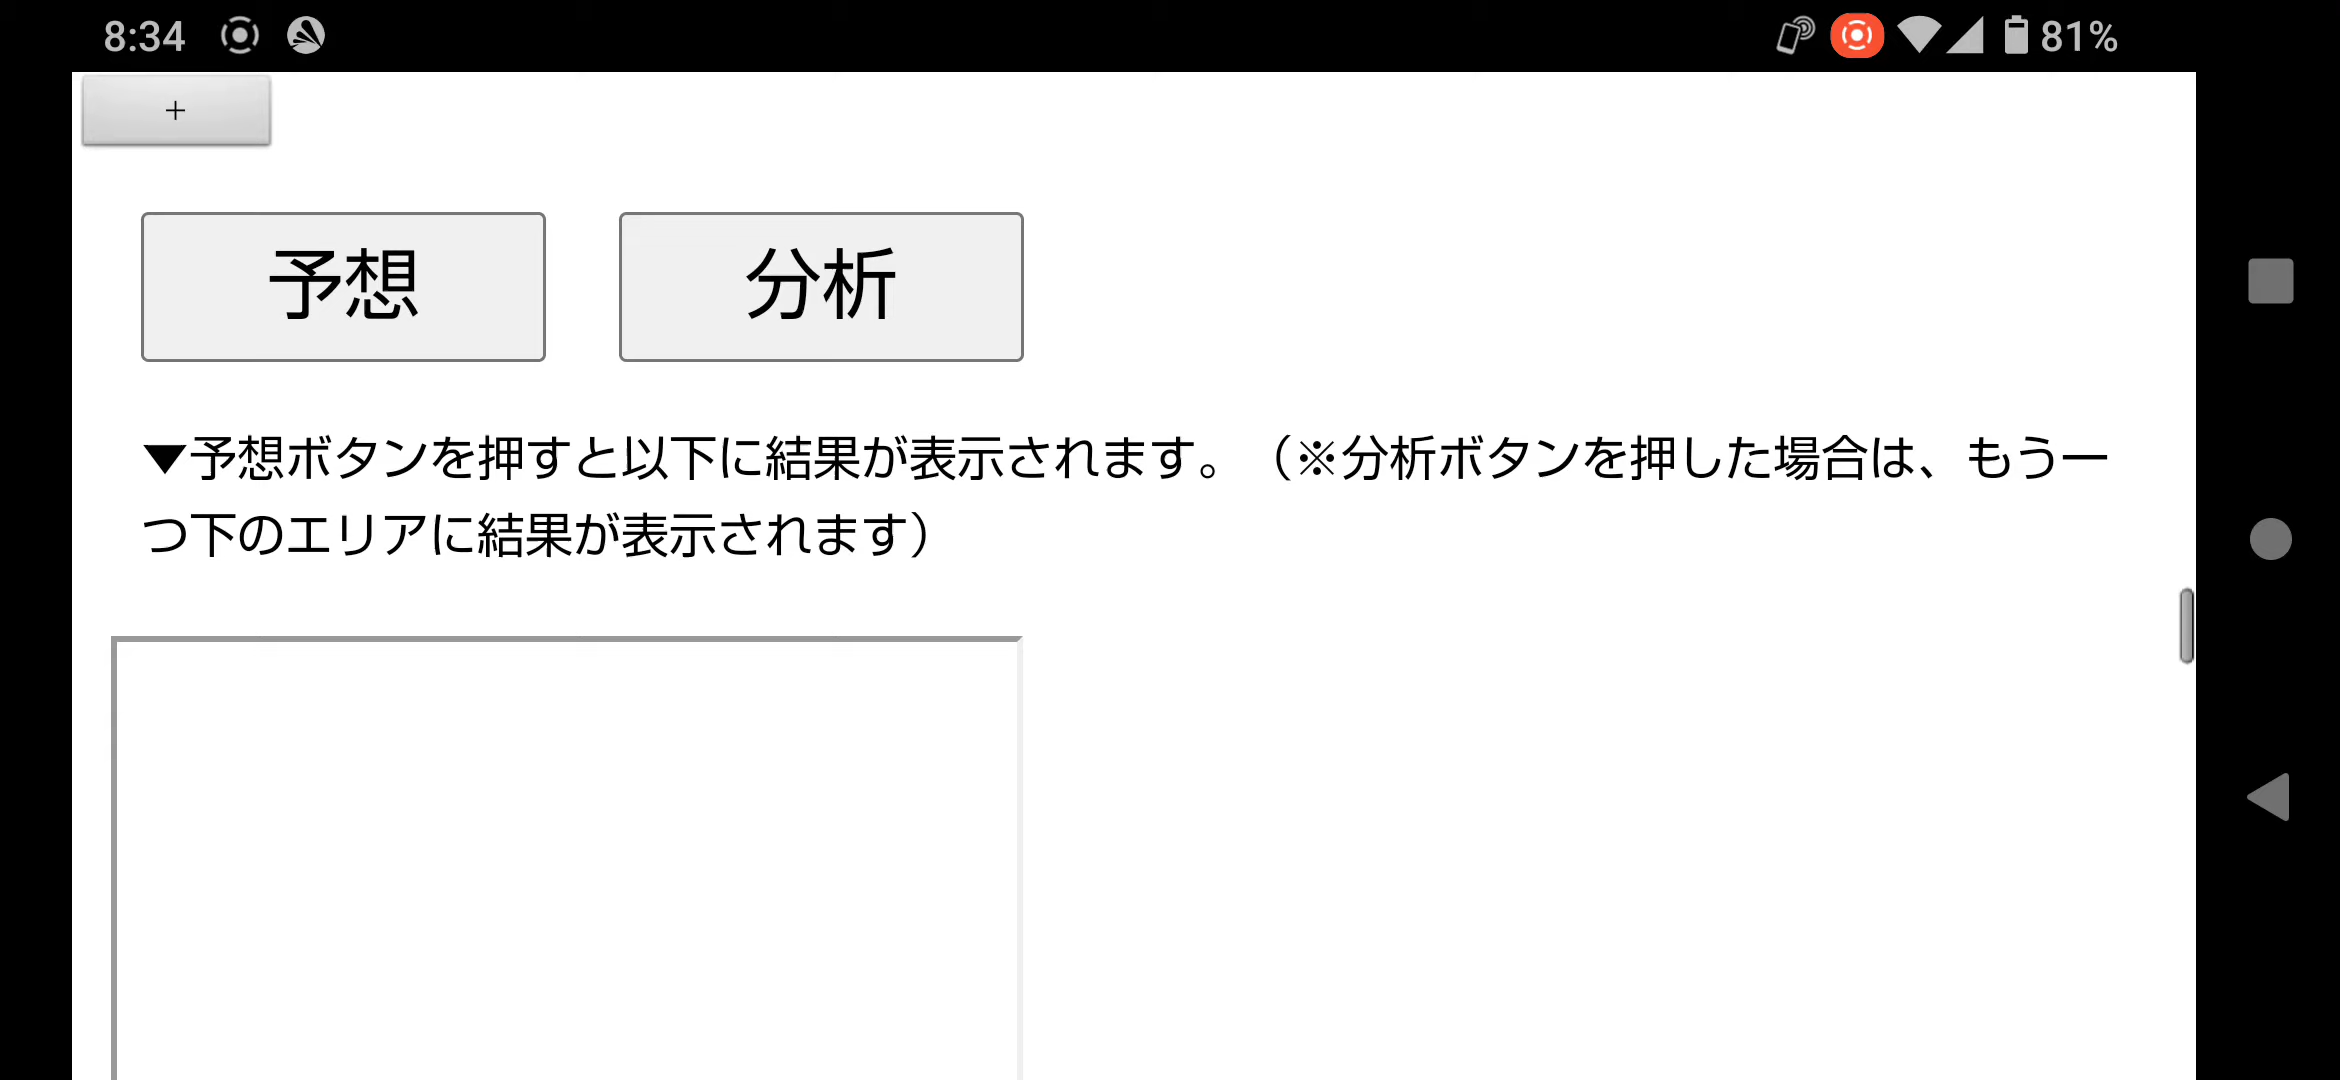 8:34 81%
+
予想 分析
▼予想ボタンを押すと以下に結果が表示されます。（※分析ボタンを押した場合は、もう一
つ下のエリアに結果が表示されます）